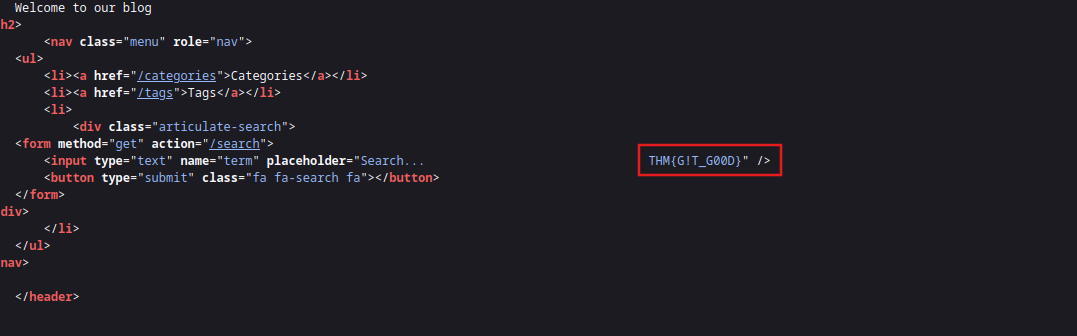 Welcome to our blog
h2>
<nav class="menu" role="nav">
<ul>
<li><a href="/categories">Categories</a></li>
<li><a href="/tags">Tags</a></li>
<li>
<div class="articulate-search">
<form method="get" action="/search">
<input type="text" name="term" placeholder="Search... THM{G!T_G00D}" />
<button type="submit" class="fa fa-search fa"></button>
</form>
div>
</li>
</ul>
nav>
</header>